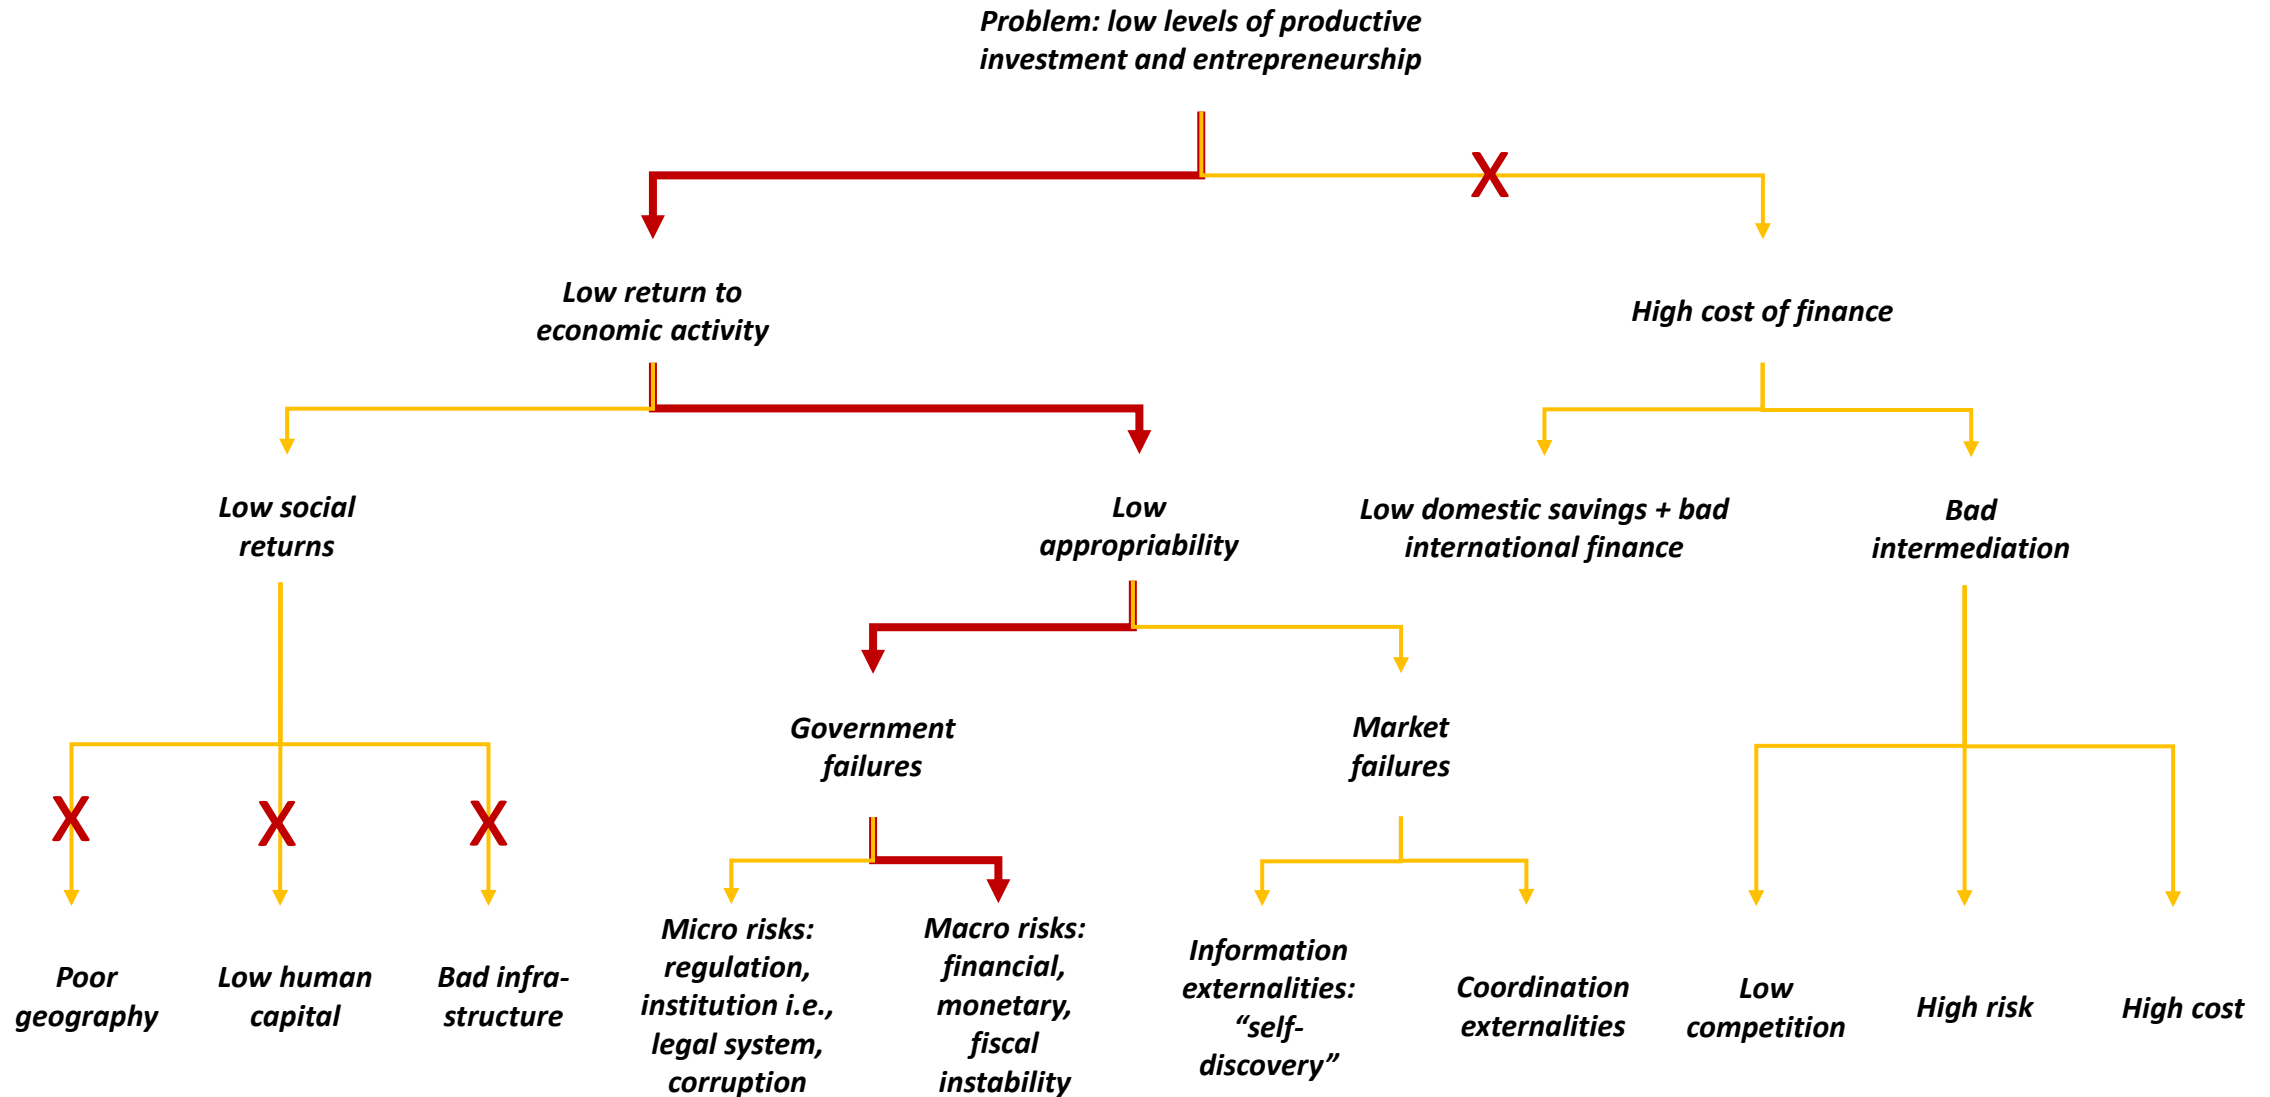 Problem: low levels of productive
investment and entrepreneurship
X
Low return to
economic activity
High cost of finance
Low social
returns
Low
appropriability
Low domestic savings + bad
international finance
Bad
intermediation
Government
failures
Market
failures
X
X
X
Poor
geography
Low human
capital
Bad infra-
structure
Micro risks:
regulation,
institution i.e.,
legal system,
corruption
Macro risks:
financial,
monetary,
fiscal
instability
Information
externalities:
“self-
discovery”
Coordination
externalities
Low
competition
High risk
High cost